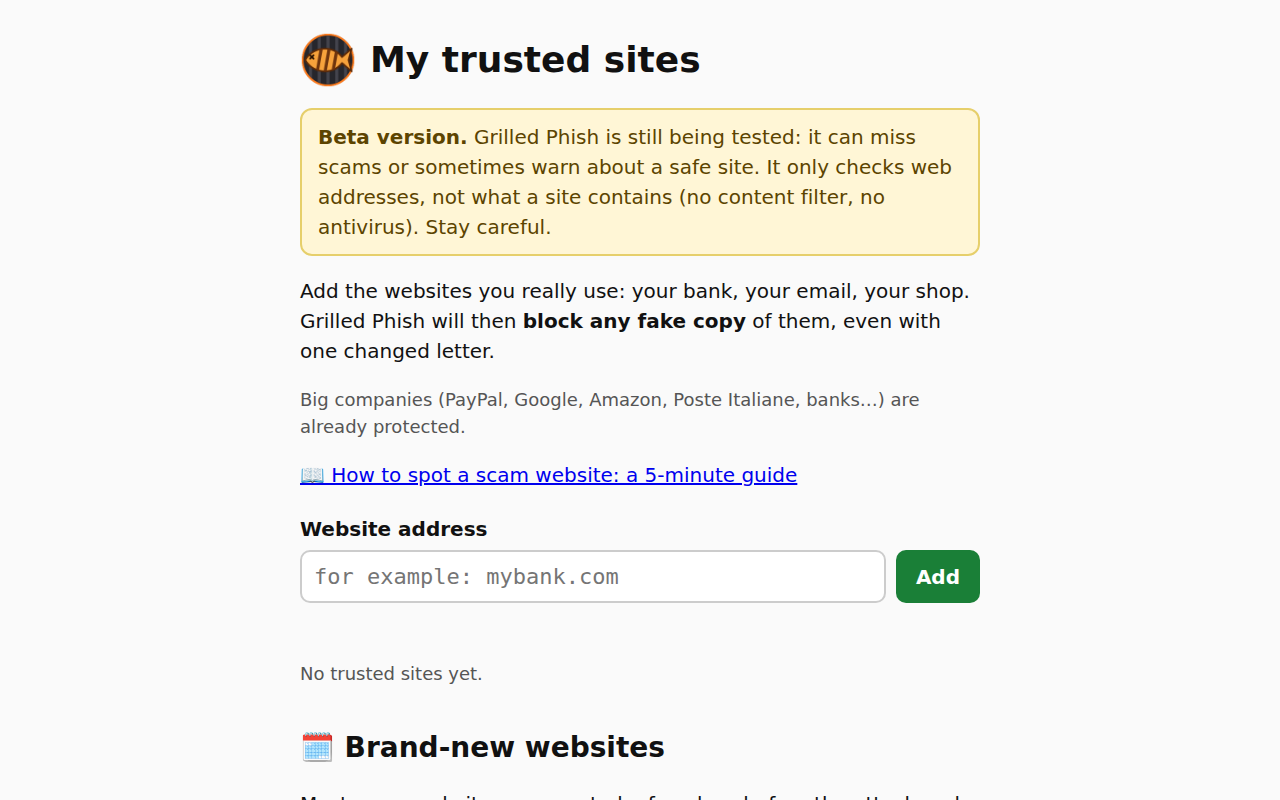 My trusted sites
Beta version. Grilled Phish is still being tested: it can miss
scams or sometimes warn about a safe site. It only checks web
addresses, not what a site contains (no content filter, no
antivirus). Stay careful.
Add the websites you really use: your bank, your email, your shop.
Grilled Phish will then block any fake copy of them, even with
one changed letter.
Big companies (PayPal, Google, Amazon, Poste Italiane, banks…) are
already protected.
📖 How to spot a scam website: a 5-minute guide
Website address
for example: mybank.com
Add
No trusted sites yet.
🗓️ Brand-new websites